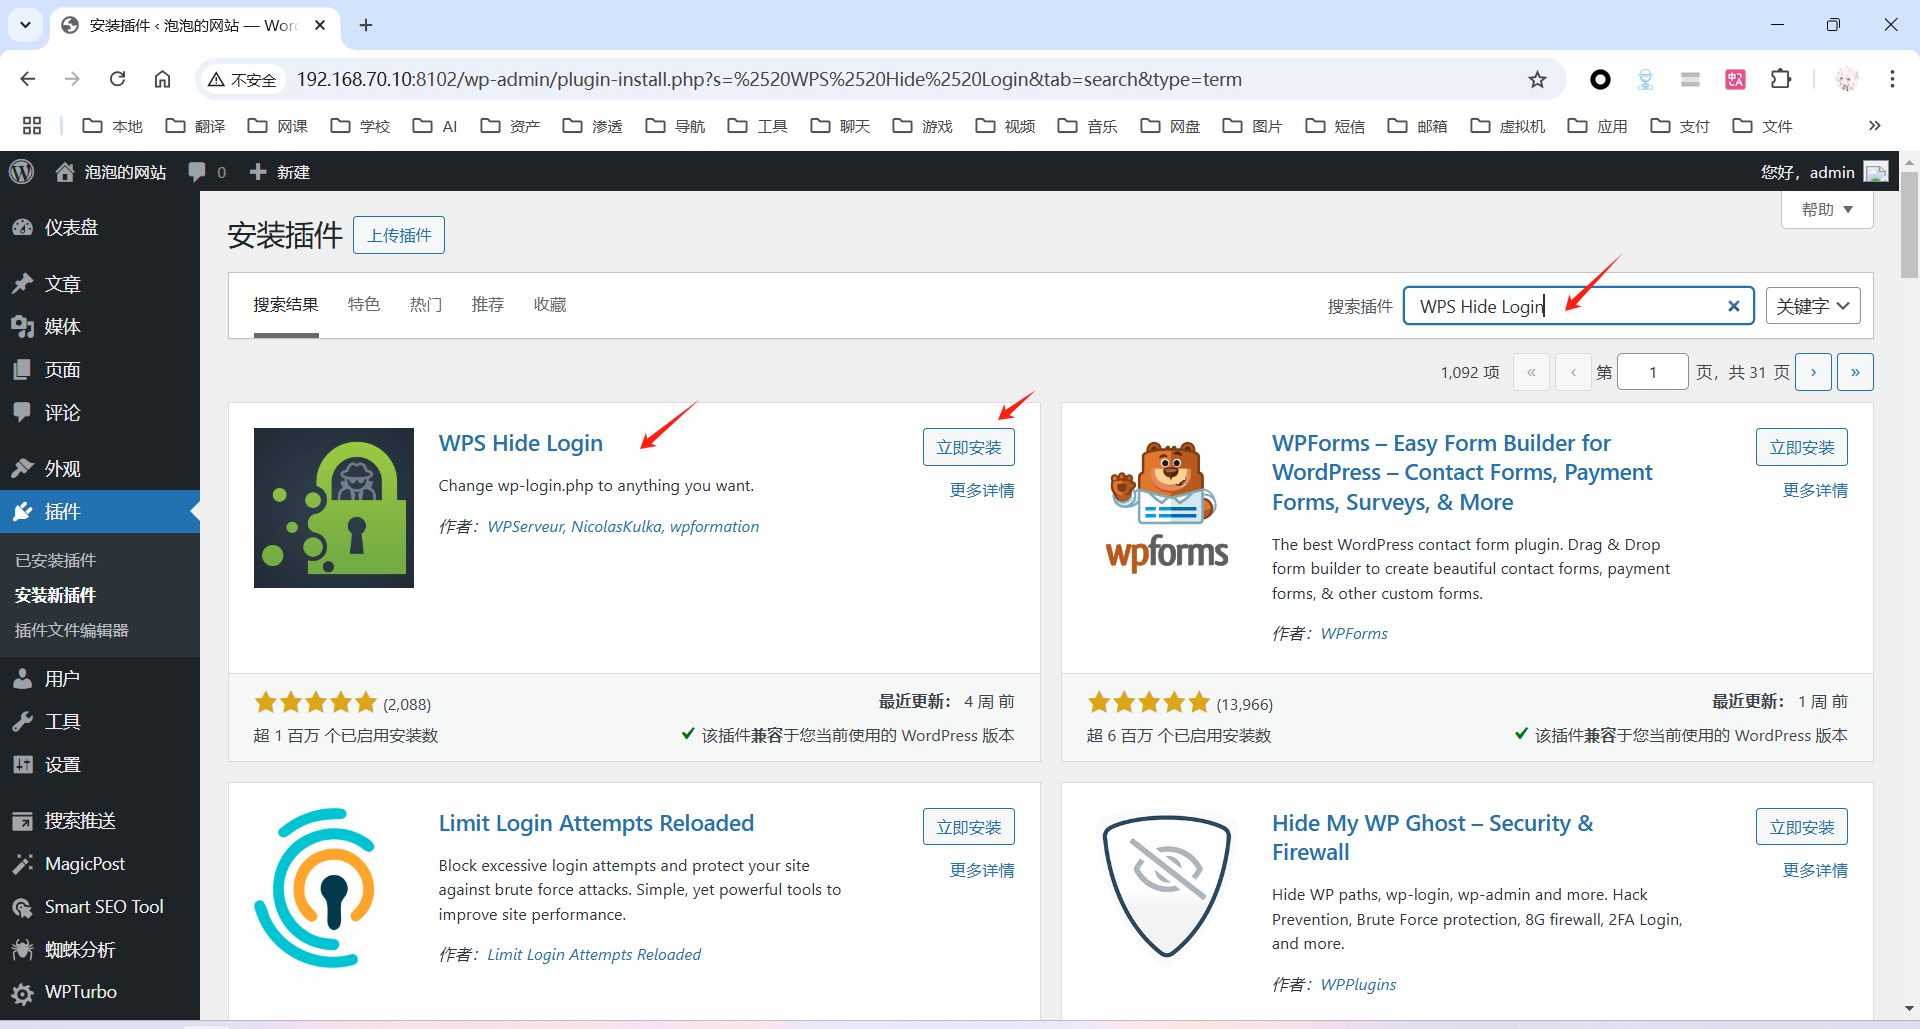 安装插件 ‹ 泡泡的网站 — Wor
不安全
192.168.70.10:8102/wp-admin/plugin-install.php?s=%2520WPS%2520Hide%2520Login&tab=search&type=term
本地
翻译
网课
学校
AI
资产
渗透
导航
工具
聊天
游戏
视频
音乐
网盘
图片
短信
邮箱
虚拟机
应用
支付
文件
»
泡泡的网站
0
新建
您好，admin
仪表盘
文章
媒体
页面
评论
外观
插件
已安装插件
安装新插件
插件文件编辑器
用户
工具
设置
搜索推送
MagicPost
Smart SEO Tool
蜘蛛分析
WPTurbo
帮助
安装插件
上传插件
搜索结果
特色
热门
推荐
收藏
搜索插件
WPS Hide Login
关键字
1,092 项
«
‹
第
1
页，共 31 页
›
»
WPS Hide Login
立即安装
更多详情
Change wp-login.php to anything you want.
作者：WPServeur, NicolasKulka, wpformation
(2,088)
最近更新： 4 周 前
超 1 百万 个已启用安装数
该插件兼容于您当前使用的 WordPress 版本
wpforms
WPForms – Easy Form Builder for
WordPress – Contact Forms, Payment
Forms, Surveys, & More
立即安装
更多详情
The best WordPress contact form plugin. Drag & Drop
form builder to create beautiful contact forms, payment
forms, & other custom forms.
作者：WPForms
(13,966)
最近更新： 1 周 前
超 6 百万 个已启用安装数
该插件兼容于您当前使用的 WordPress 版本
Limit Login Attempts Reloaded
立即安装
更多详情
Block excessive login attempts and protect your site
against brute force attacks. Simple, yet powerful tools to
improve site performance.
作者：Limit Login Attempts Reloaded
Hide My WP Ghost – Security &
Firewall
立即安装
更多详情
Hide WP paths, wp-login, wp-admin and more. Hack
Prevention, Brute Force protection, 8G firewall, 2FA Login,
and more.
作者：WPPlugins